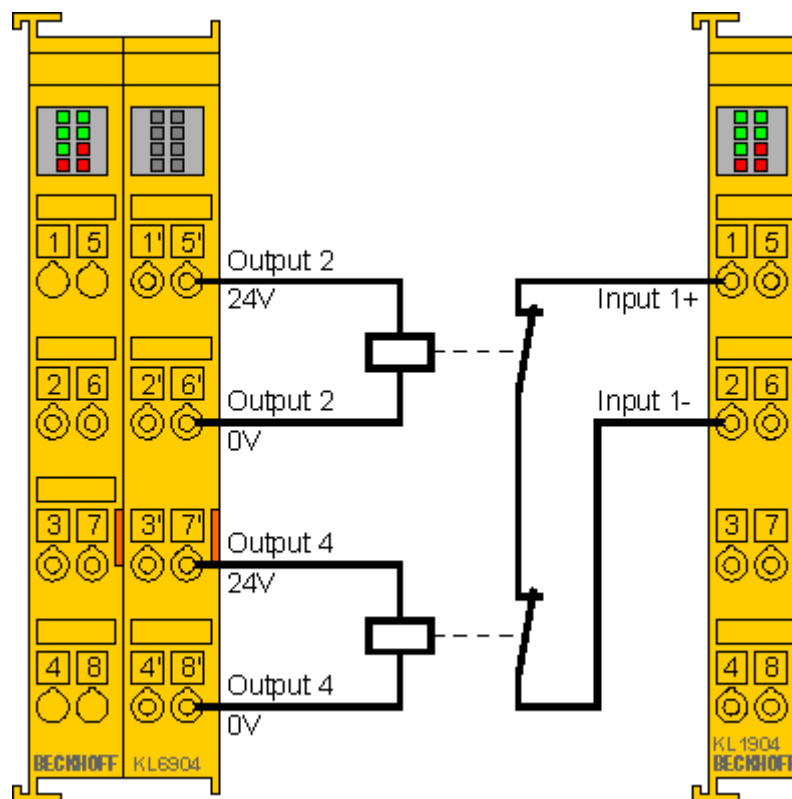 1 5 1' 5'
Output 2
24V
Input 1+
1 5
2 6 2' 6'
Output 2
0V
Input 1-
2 6
3 7 3' 7'
Output 4
24V
3 7
4 8 4' 8'
Output 4
0V
4 8
BECKHOFF KL6904
KL1904
BECKHOFF